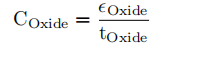 C_Oxide = ϵ_Oxide / t_Oxide